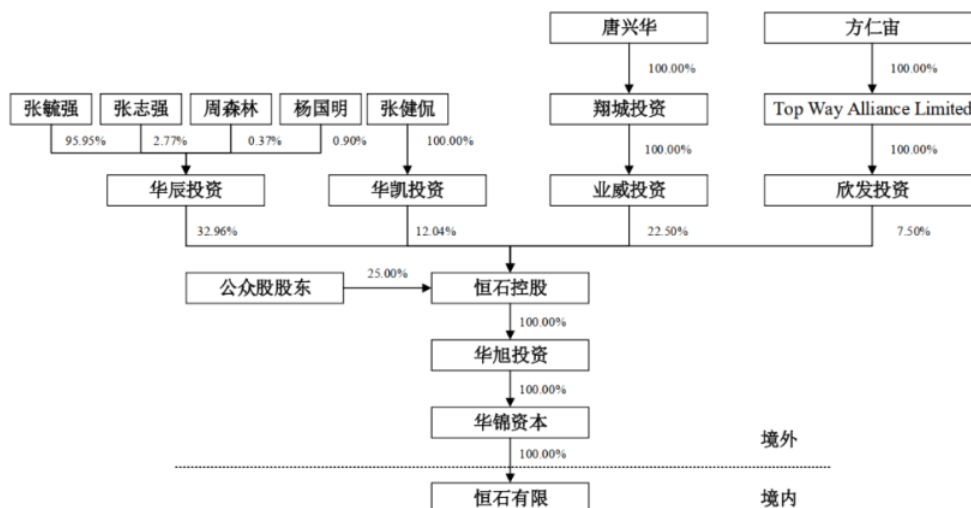 唐兴华
方仁宙
100.00%
100.00%
张毓强
张志强
周森林
杨国明
张健侃
翔城投资
Top Way Alliance Limited
95.95%
2.77%
0.37%
0.90%
100.00%
100.00%
100.00%
华辰投资
华凯投资
业威投资
欣发投资
32.96%
12.04%
22.50%
7.50%
公众股股东
25.00%
恒石控股
100.00%
华旭投资
100.00%
华锦资本
境外
100.00%
恒石有限
境内